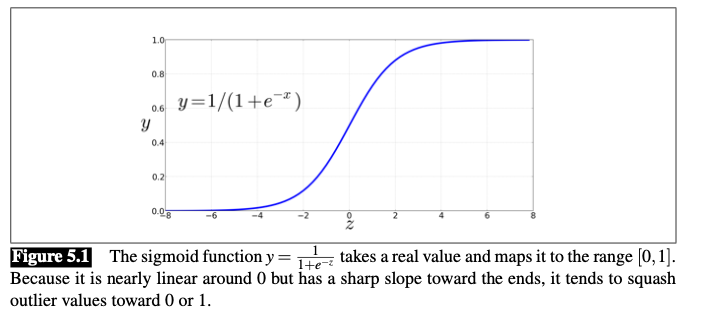 1.0
0.8
y=1/(1+e^{-x})
0.6
y
0.4
0.2
0.0
-8 -6 -4 -2 0 2 4 6 8
z
Figure 5.1 The sigmoid function y = \frac{1}{1+e^{-z}} takes a real value and maps it to the range [0,1].
Because it is nearly linear around 0 but has a sharp slope toward the ends, it tends to squash
outlier values toward 0 or 1.